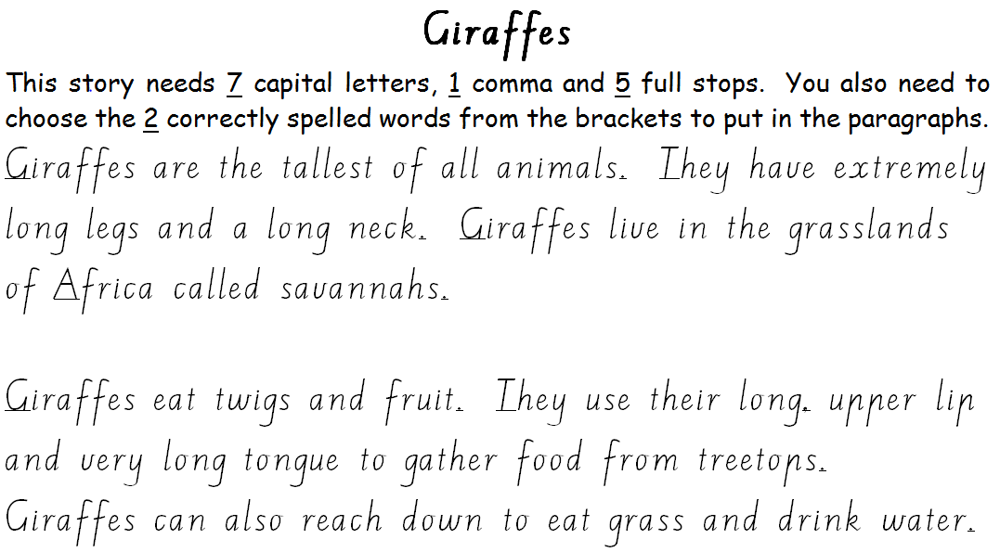 Giraffes
This story needs 7 capital letters, 1 comma and 5 full stops. You also need to
choose the 2 correctly spelled words from the brackets to put in the paragraphs.
Giraffes are the tallest of all animals. They have extremely
long legs and a long neck. Giraffes live in the grasslands
of Africa called savannahs.
Giraffes eat twigs and fruit. They use their long, upper lip
and very long tongue to gather food from treetops.
Giraffes can also reach down to eat grass and drink water.